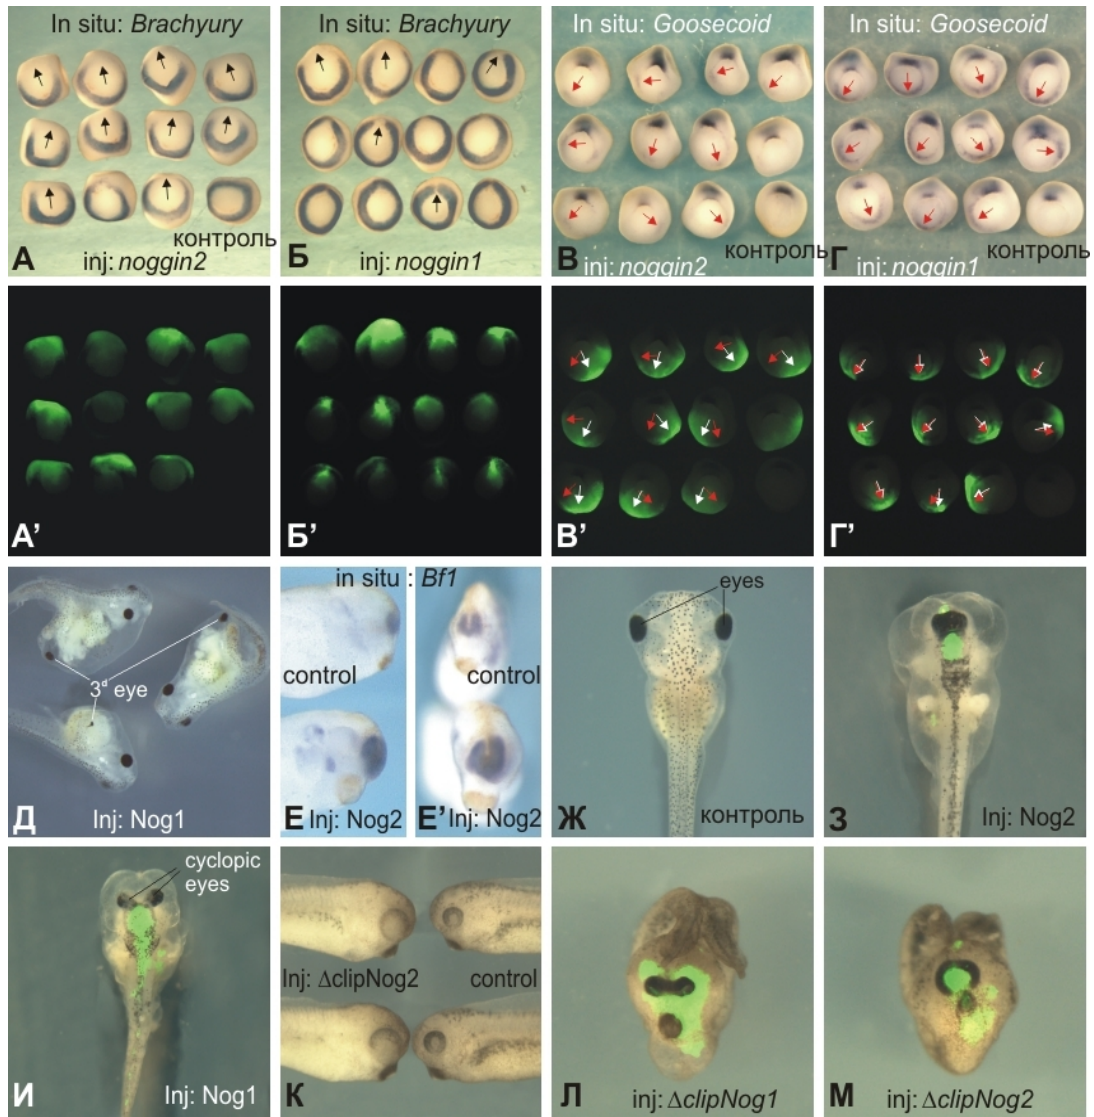 In situ: Brachyury
контроль
А inj: noggin2
In situ: Brachyury
Б inj: noggin1
In situ: Goosecoid
контроль
В inj: noggin2
In situ: Goosecoid
контроль
Г inj: noggin1
А’
Б’
В’
Г’
3ᵈ eye
Д Inj: Nog1
in situ : Bf1
control
control
Е Inj: Nog2
Е’ Inj: Nog2
eyes
Ж контроль
З Inj: Nog2
cyclopic
eyes
И Inj: Nog1
Inj: ΔclipNog2 control
К
Л inj: ΔclipNog1
М inj: ΔclipNog2